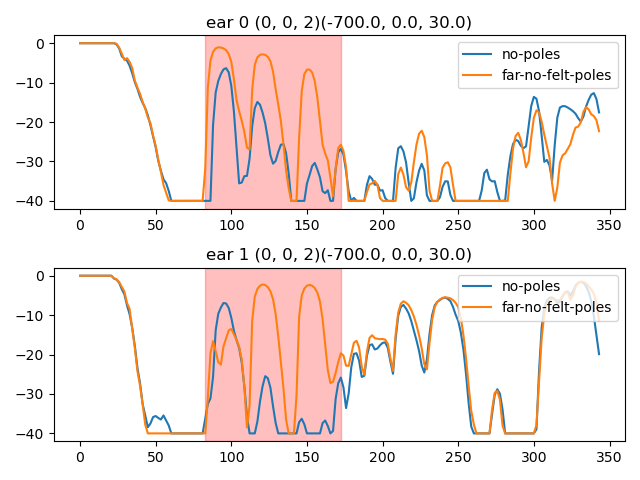 ear 0 (0, 0, 2)(-700.0, 0.0, 30.0)
0
−10
−20
−30
−40
no-poles
far-no-felt-poles
0 50 100 150 200 250 300 350
ear 1 (0, 0, 2)(-700.0, 0.0, 30.0)
0
−10
−20
−30
−40
no-poles
far-no-felt-poles
0 50 100 150 200 250 300 350